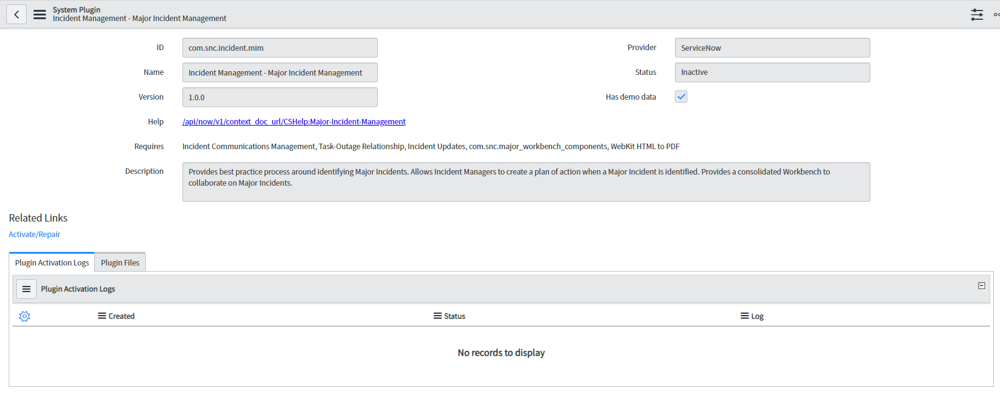 System Plugin
Incident Management - Major Incident Management
ID
com.snc.incident.mim
Provider
ServiceNow
Name
Incident Management - Major Incident Management
Status
Inactive
Version
1.0.0
Has demo data
Help
/api/now/v1/context_doc_url/CSHelp:Major-Incident-Management
Requires
Incident Communications Management, Task-Outage Relationship, Incident Updates, com.snc.major_workbench_components, WebKit HTML to PDF
Description
Provides best practice process around identifying Major Incidents. Allows Incident Managers to create a plan of action when a Major Incident is identified. Provides a consolidated Workbench to
collaborate on Major Incidents.
Related Links
Activate/Repair
Plugin Activation Logs
Plugin Files
Plugin Activation Logs
Created
Status
Log
No records to display